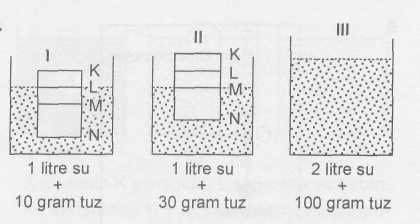 I
K
L
M
N
1 litre su
+
10 gram tuz
II
K
L
M
N
1 litre su
+
30 gram tuz
III
2 litre su
+
100 gram tuz